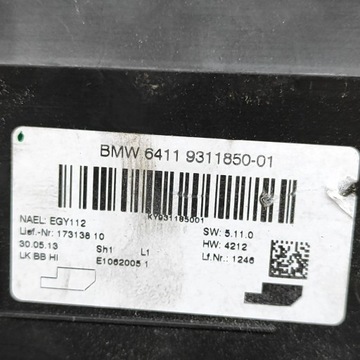 BMW 6411 9311850-01
KY931185001
NAEL: EGY112
SW: 5.11.0
Lief.-Nr: 173138 10
HW: 4212
30.05.13 Sh1 L1
Lf.Nr.: 1246
LK BB HI E1062005 1